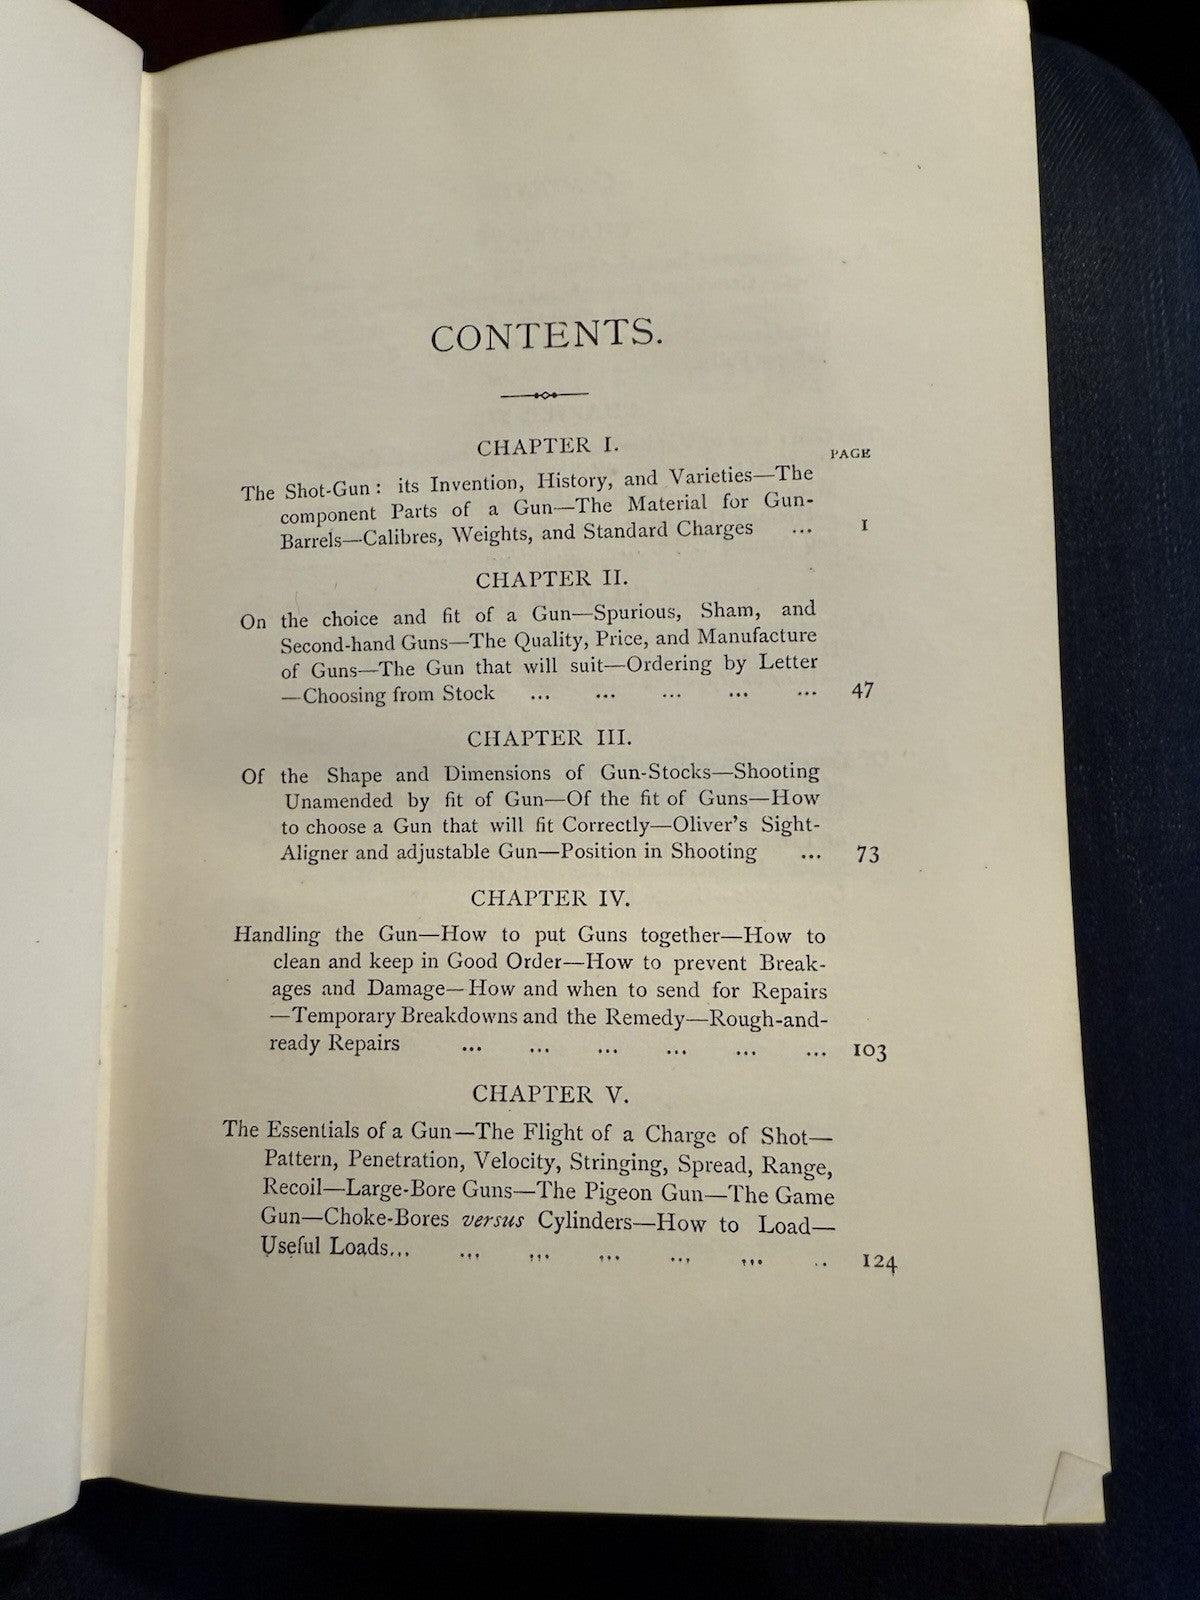 CONTENTS.
CHAPTER I.
PAGE
The Shot-Gun: its Invention, History, and Varieties—The
component Parts of a Gun—The Material for Gun-
Barrels—Calibres, Weights, and Standard Charges ... 1
CHAPTER II.
On the choice and fit of a Gun—Spurious, Sham, and
Second-hand Guns—The Quality, Price, and Manufacture
of Guns—The Gun that will suit—Ordering by Letter
—Choosing from Stock ... ... ... ... ... 47
CHAPTER III.
Of the Shape and Dimensions of Gun-Stocks—Shooting
Unamended by fit of Gun—Of the fit of Guns—How
to choose a Gun that will fit Correctly—Oliver's Sight-
Aligner and adjustable Gun—Position in Shooting ... 73
CHAPTER IV.
Handling the Gun—How to put Guns together—How to
clean and keep in Good Order—How to prevent Break-
ages and Damage—How and when to send for Repairs
—Temporary Breakdowns and the Remedy—Rough-and-
ready Repairs ... ... ... ... ... ... 103
CHAPTER V.
The Essentials of a Gun—The Flight of a Charge of Shot—
Pattern, Penetration, Velocity, Stringing, Spread, Range,
Recoil—Large-Bore Guns—The Pigeon Gun—The Game
Gun—Choke-Bores versus Cylinders—How to Load—
Useful Loads... ... ... ... ... ... .. 124